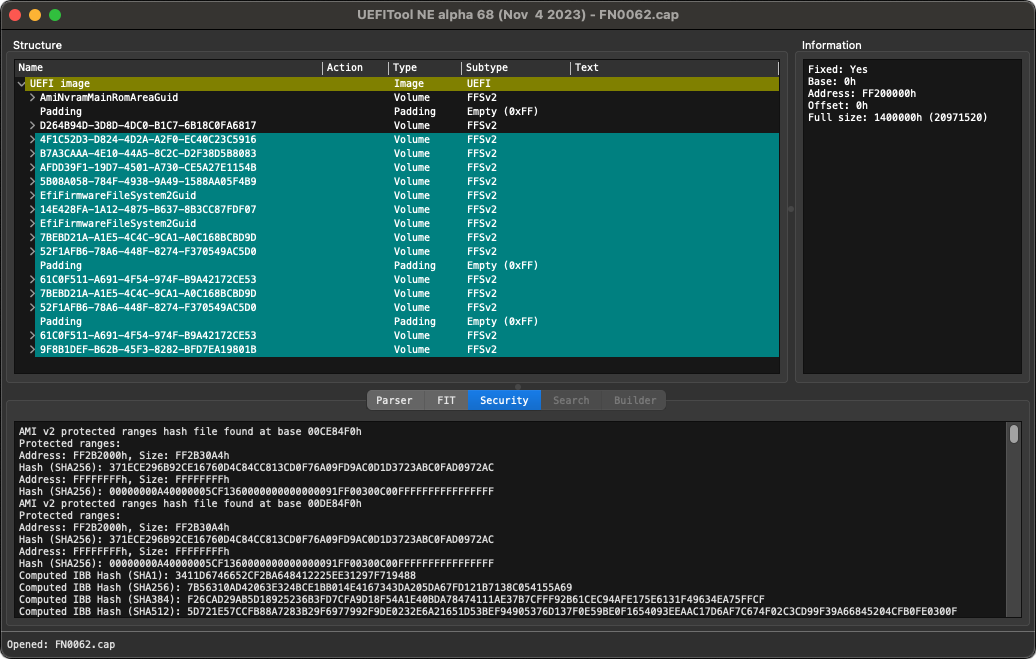 UEFITool NE alpha 68 (Nov 4 2023) - FN0062.cap
Structure
Name Action Type Subtype Text
UEFI image Image UEFI
AmiNvramMainRomAreaGuid Volume FFSv2
Padding Padding Empty (0xFF)
D264B94D-3D8D-4DC0-B1C7-6B18C0FA6817 Volume FFSv2
4F1C52D3-D824-4D2A-A2F0-EC40C23C5916 Volume FFSv2
B7A3CAAA-4E10-44A5-8C2C-D2F38D5B8083 Volume FFSv2
AFDD39F1-19D7-4501-A730-CE5A27E1154B Volume FFSv2
5B08A058-784F-4938-9A49-1588AA05F4B9 Volume FFSv2
EfiFirmwareFileSystem2Guid Volume FFSv2
14E428FA-1A12-4875-B637-8B3CC87FDF07 Volume FFSv2
EfiFirmwareFileSystem2Guid Volume FFSv2
7BEBD21A-A1E5-4C4C-9CA1-A0C168BCBD9D Volume FFSv2
52F1AFB6-78A6-448F-8274-F370549AC5D0 Volume FFSv2
Padding Padding Empty (0xFF)
61C0F511-A691-4F54-974F-B9A42172CE53 Volume FFSv2
7BEBD21A-A1E5-4C4C-9CA1-A0C168BCBD9D Volume FFSv2
52F1AFB6-78A6-448F-8274-F370549AC5D0 Volume FFSv2
Padding Padding Empty (0xFF)
61C0F511-A691-4F54-974F-B9A42172CE53 Volume FFSv2
9F8B1DEF-B62B-45F3-8282-BFD7EA19801B Volume FFSv2
Information
Fixed: Yes
Base: 0h
Address: FF200000h
Offset: 0h
Full size: 1400000h (20971520)
Parser FIT Security Search Builder
AMI v2 protected ranges hash file found at base 00CE84F0h
Protected ranges:
Address: FF2B2000h, Size: FF2B30A4h
Hash (SHA256): 371ECE296B92CE16760D4C84CC813CD0F76A09FD9AC0D1D3723ABC0FAD0972AC
Address: FFFFFFFFh, Size: FFFFFFFFh
Hash (SHA256): 00000000A40000005CF1360000000000000091FF00300C00FFFFFFFFFFFFFFFF
AMI v2 protected ranges hash file found at base 00DE84F0h
Protected ranges:
Address: FF2B2000h, Size: FF2B30A4h
Hash (SHA256): 371ECE296B92CE16760D4C84CC813CD0F76A09FD9AC0D1D3723ABC0FAD0972AC
Address: FFFFFFFFh, Size: FFFFFFFFh
Hash (SHA256): 00000000A40000005CF1360000000000000091FF00300C00FFFFFFFFFFFFFFFF
Computed IBB Hash (SHA1): 3411D6746652CF2BA648412225EE31297F719488
Computed IBB Hash (SHA256): 7B56310AD42063E324BCE1BB014E4167343DA205DA67FD121B7138C054155A69
Computed IBB Hash (SHA384): F26CAD29AB5D18925236B3FD7CFA9D18F54A1E40BDA78474111AE37B7CFFF92B61CEC94AFE175E6131F49634EA75FFCF
Computed IBB Hash (SHA512): 5D721E57CCFB88A7283B29F6977992F9DE0232E6A21651D53BEF94905376D137F0E59BE0F1654093EEAAC17D6AF7C674F02C3CD99F39A66845204CFB0FE0300F
Opened: FN0062.cap